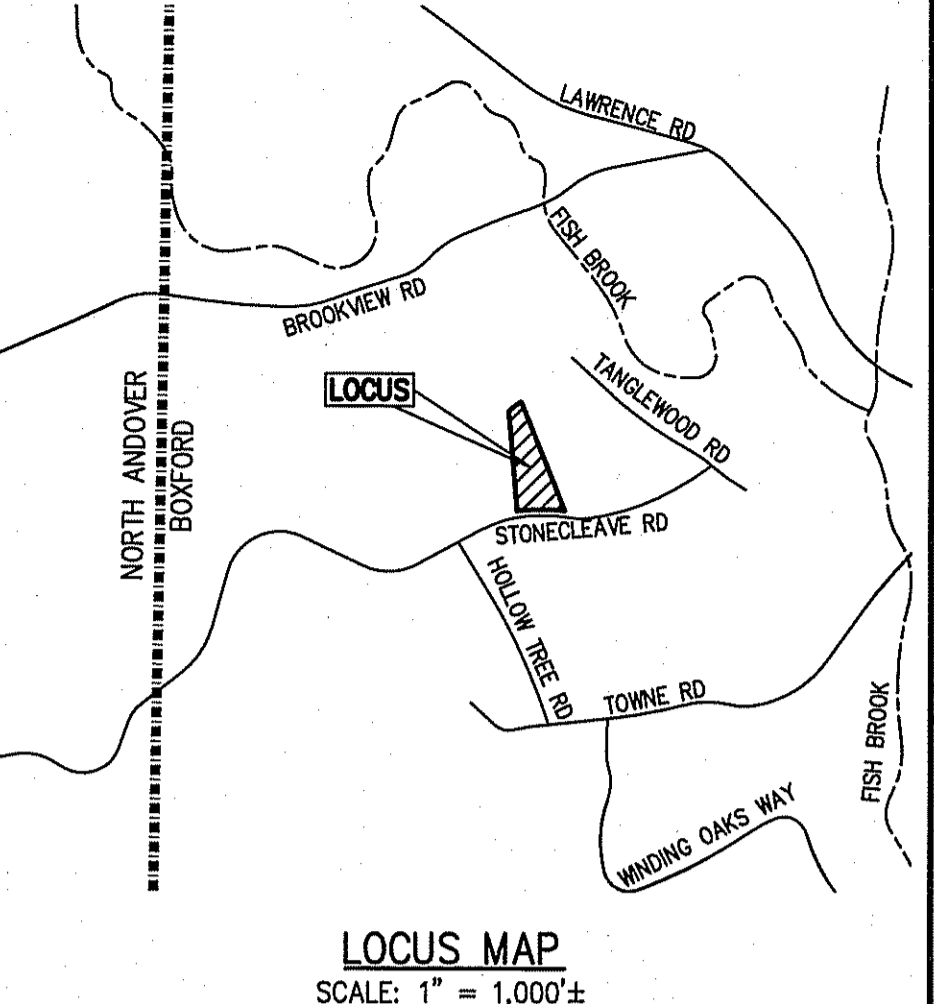 LAWRENCE RD
FISH BROOK
BROOKVIEW RD
TANGLEWOOD RD
LOCUS
NORTH ANDOVER
BOXFORD
STONECLEAVE RD
HOLLOW TREE RD
TOWNE RD
FISH BROOK
WINDING OAKS WAY
LOCUS MAP
SCALE: 1" = 1,000'±